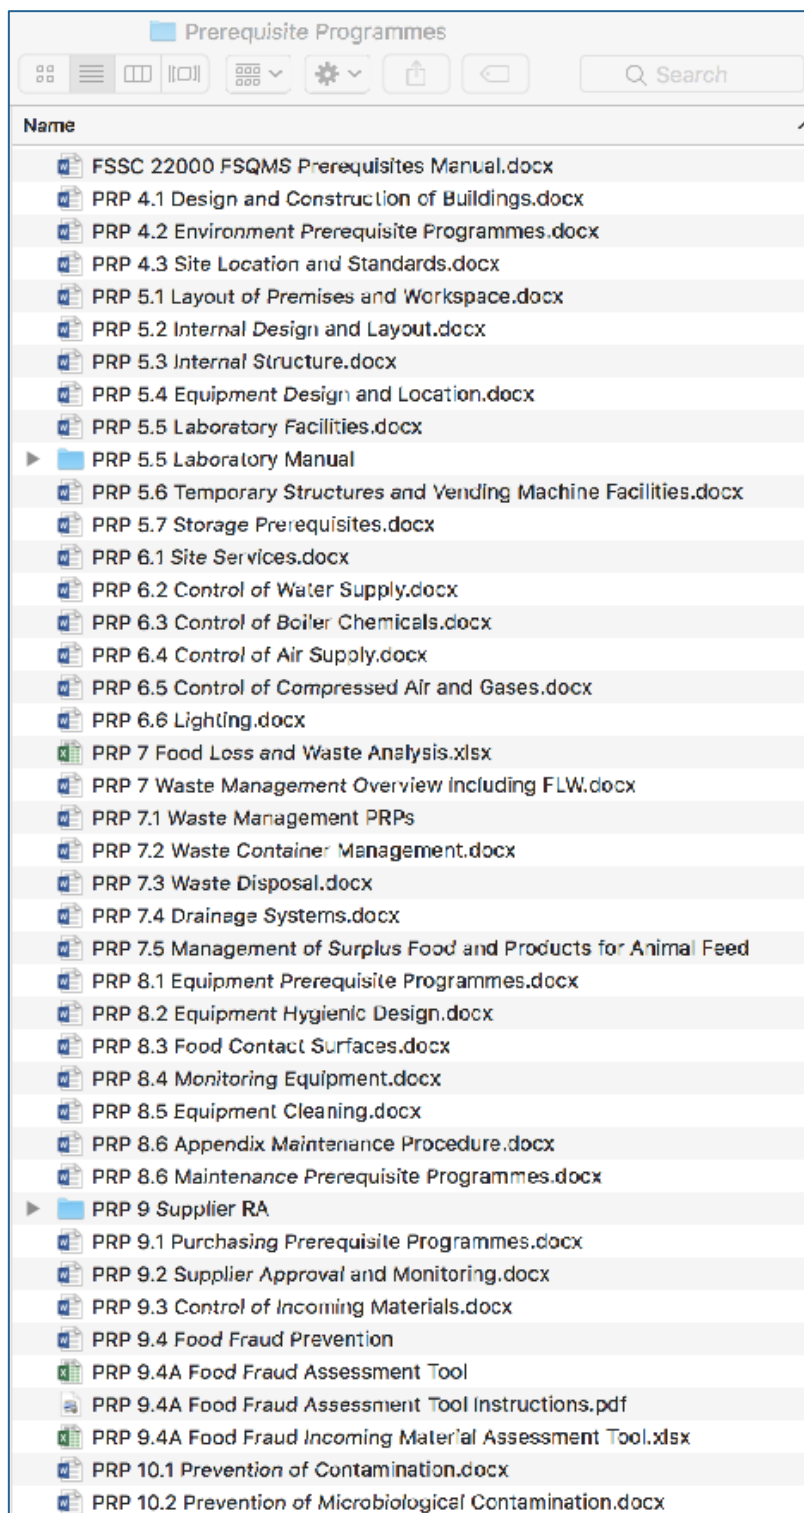 Prerequisite Programmes
Search
Name
FSSC 22000 FSQMS Prerequisites Manual.docx
PRP 4.1 Design and Construction of Buildings.docx
PRP 4.2 Environment Prerequisite Programmes.docx
PRP 4.3 Site Location and Standards.docx
PRP 5.1 Layout of Premises and Workspace.docx
PRP 5.2 Internal Design and Layout.docx
PRP 5.3 Internal Structure.docx
PRP 5.4 Equipment Design and Location.docx
PRP 5.5 Laboratory Facilities.docx
PRP 5.5 Laboratory Manual
PRP 5.6 Temporary Structures and Vending Machine Facilities.docx
PRP 5.7 Storage Prerequisites.docx
PRP 6.1 Site Services.docx
PRP 6.2 Control of Water Supply.docx
PRP 6.3 Control of Boiler Chemicals.docx
PRP 6.4 Control of Air Supply.docx
PRP 6.5 Control of Compressed Air and Gases.docx
PRP 6.6 Lighting.docx
PRP 7 Food Loss and Waste Analysis.xlsx
PRP 7 Waste Management Overview including FLW.docx
PRP 7.1 Waste Management PRPs
PRP 7.2 Waste Container Management.docx
PRP 7.3 Waste Disposal.docx
PRP 7.4 Drainage Systems.docx
PRP 7.5 Management of Surplus Food and Products for Animal Feed
PRP 8.1 Equipment Prerequisite Programmes.docx
PRP 8.2 Equipment Hygienic Design.docx
PRP 8.3 Food Contact Surfaces.docx
PRP 8.4 Monitoring Equipment.docx
PRP 8.5 Equipment Cleaning.docx
PRP 8.6 Appendix Maintenance Procedure.docx
PRP 8.6 Maintenance Prerequisite Programmes.docx
PRP 9 Supplier RA
PRP 9.1 Purchasing Prerequisite Programmes.docx
PRP 9.2 Supplier Approval and Monitoring.docx
PRP 9.3 Control of Incoming Materials.docx
PRP 9.4 Food Fraud Prevention
PRP 9.4A Food Fraud Assessment Tool
PRP 9.4A Food Fraud Assessment Tool Instructions.pdf
PRP 9.4A Food Fraud Incoming Material Assessment Tool.xlsx
PRP 10.1 Prevention of Contamination.docx
PRP 10.2 Prevention of Microbiological Contamination.docx